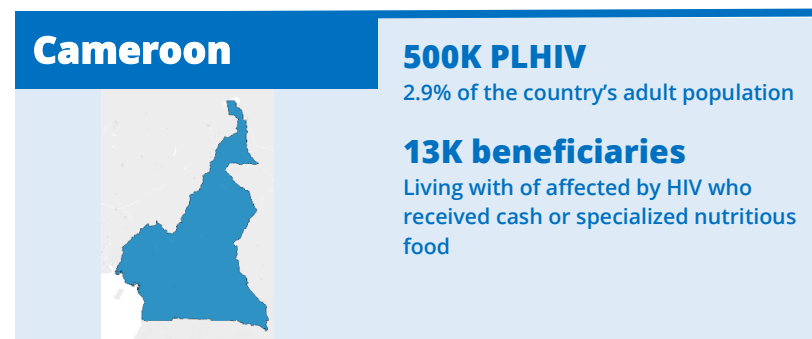 Cameroon
500K PLHIV
2.9% of the country's adult population
13K beneficiaries
Living with of affected by HIV who
received cash or specialized nutritious
food